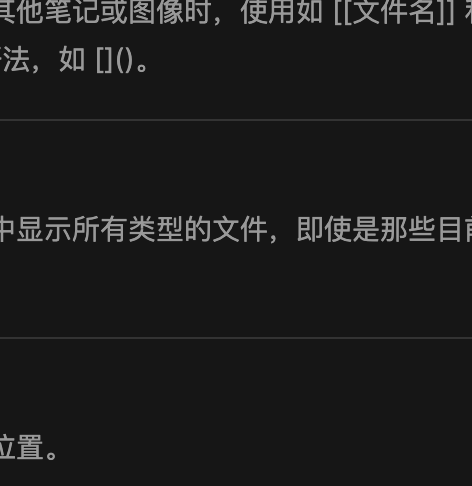 其他笔记或图像时，使用如 [[文件名]]
法，如 []()。
中显示所有类型的文件，即使是那些目前
位置。